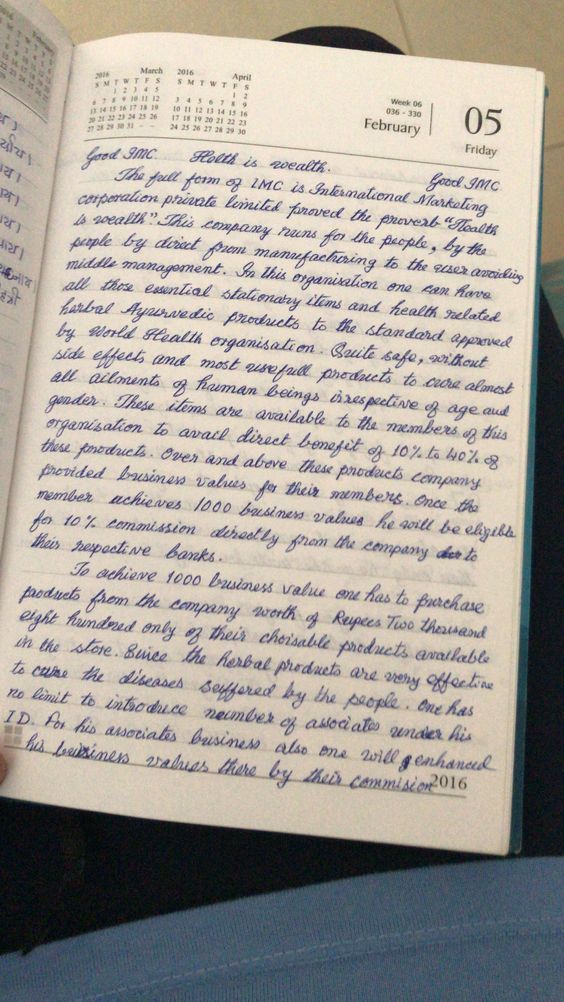 2016 March 2016 April
S M T W T F S S M T W T F S
1 2 3 4 5 1 2
6 7 8 9 10 11 12 3 4 5 6 7 8 9
13 14 15 16 17 18 19 10 11 12 13 14 15 16
20 21 22 23 24 25 26 17 18 19 20 21 22 23
27 28 29 30 31 - - 24 25 26 27 28 29 30
Week 06
036 - 330
February
05
Friday
Good IMC. Helth is wealth. Good IMC
The full form of IMC is International Marketing
corporation private limited proved the proverb "Health
is wealth" This company runs for the people, by the
people by direct from manufacturing to the user avoiding
middle management. In this organisation one can have
all those essential stationary items and health related
herbal Ayurvedic products to the standard approved
by World Health organisation. Quite safe, without
side effects and most usefull products to cure almost
all ailments of human beings irrespective of age and
gender. These items are available to the members of this
organization to avail direct benefit of 10% to 40% of
these products. Over and above these products company
provided business values for their members. Once the
member achieves 1000 business values he will be eligible
for 10% commission directly from the company to
their respective banks.
To achieve 1000 business value one has to purchase
products from the company worth of Rupees Two thousand
eight hundred only of their choisable products available
in the store. Since the herbal products are very effective
to cure the diseases suffered by the people. One has
no limit to introduce number of associates under his
I D. For his associates business also one will enhanced
his business values there by their commision
2016